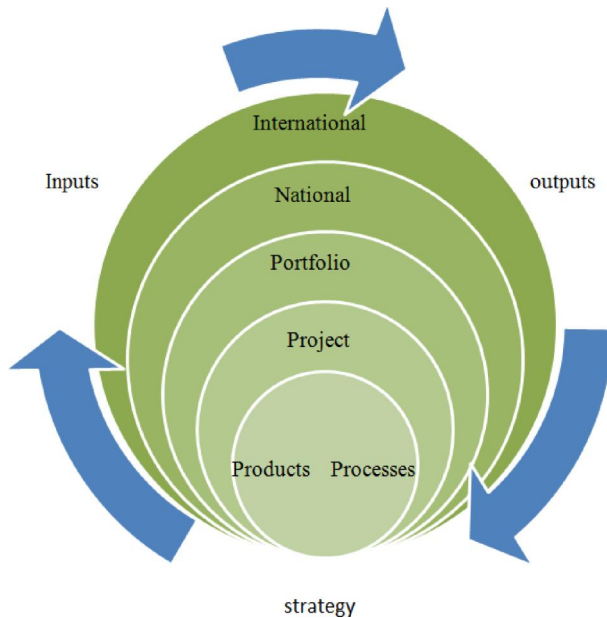 International
Inputs
outputs
National
Portfolio
Project
Products Processes
strategy